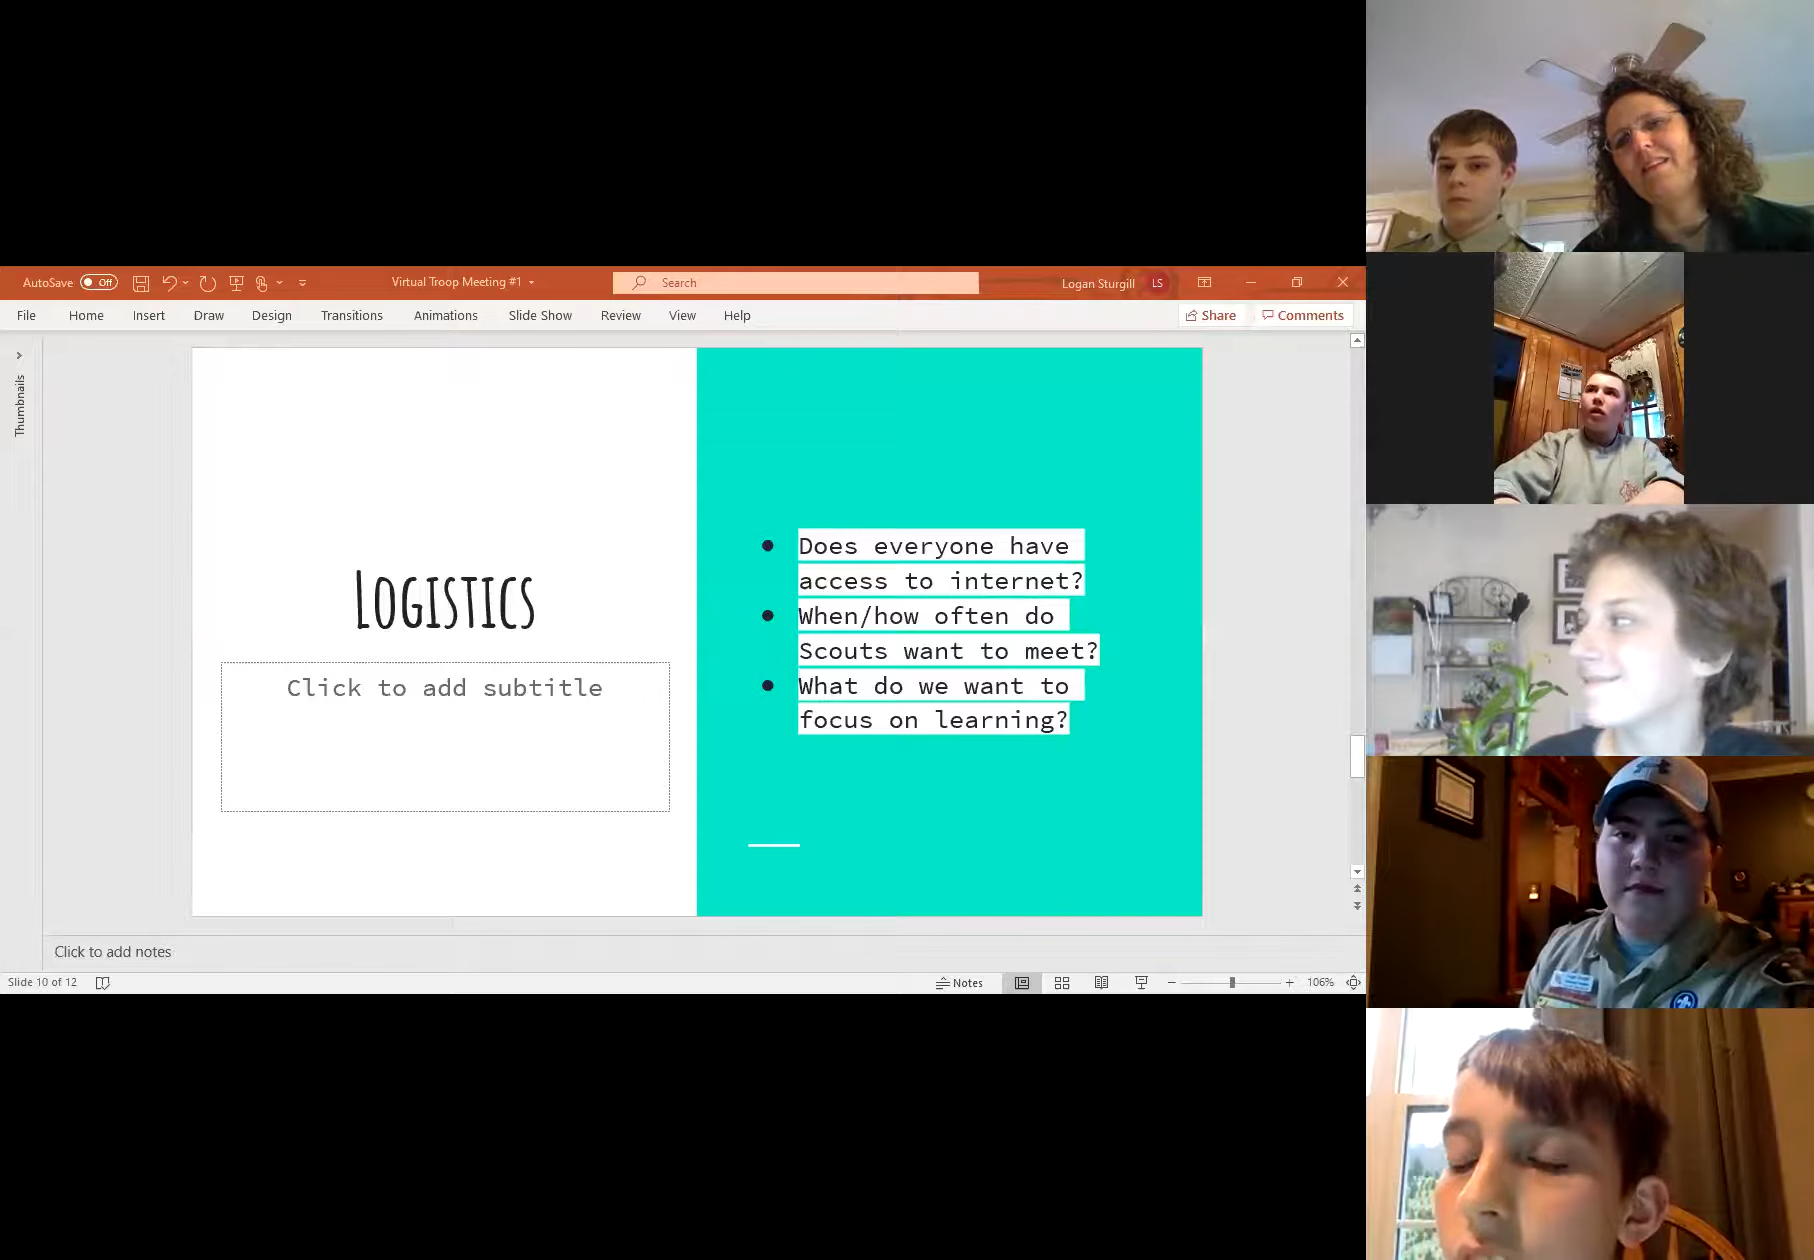 AutoSave Off
Virtual Troop Meeting #1
Search
Logan Sturgill LS
File Home Insert Draw Design Transitions Animations Slide Show Review View Help
Share Comments
Thumbnails
Logistics
Click to add subtitle
Does everyone have
access to internet?
When/how often do
Scouts want to meet?
What do we want to
focus on learning?
Click to add notes
Slide 10 of 12
Notes
106%